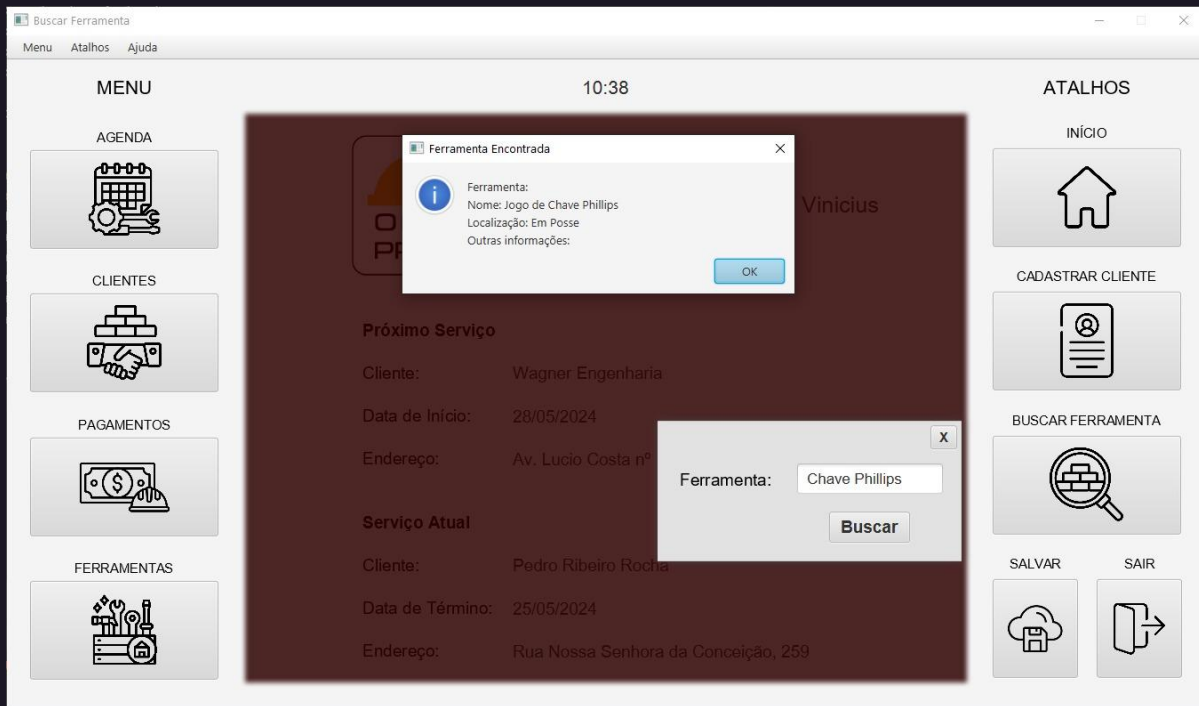 Buscar Ferramenta
Menu Atalhos Ajuda
MENU
10:38
ATALHOS
AGENDA
CLIENTES
PAGAMENTOS
FERRAMENTAS
Ferramenta Encontrada
Ferramenta:
Nome: Jogo de Chave Phillips
Localização: Em Posse
Outras informações:
OK
Vinicius
Próximo Serviço
Cliente: Wagner Engenharia
Data de Início: 28/05/2024
Endereço: Av. Lucio Costa nº
Serviço Atual
Cliente: Pedro Ribeiro Rocha
Data de Término: 25/05/2024
Endereço: Rua Nossa Senhora da Conceição, 259
X
Ferramenta: Chave Phillips
Buscar
INÍCIO
CADASTRAR CLIENTE
BUSCAR FERRAMENTA
SALVAR SAIR